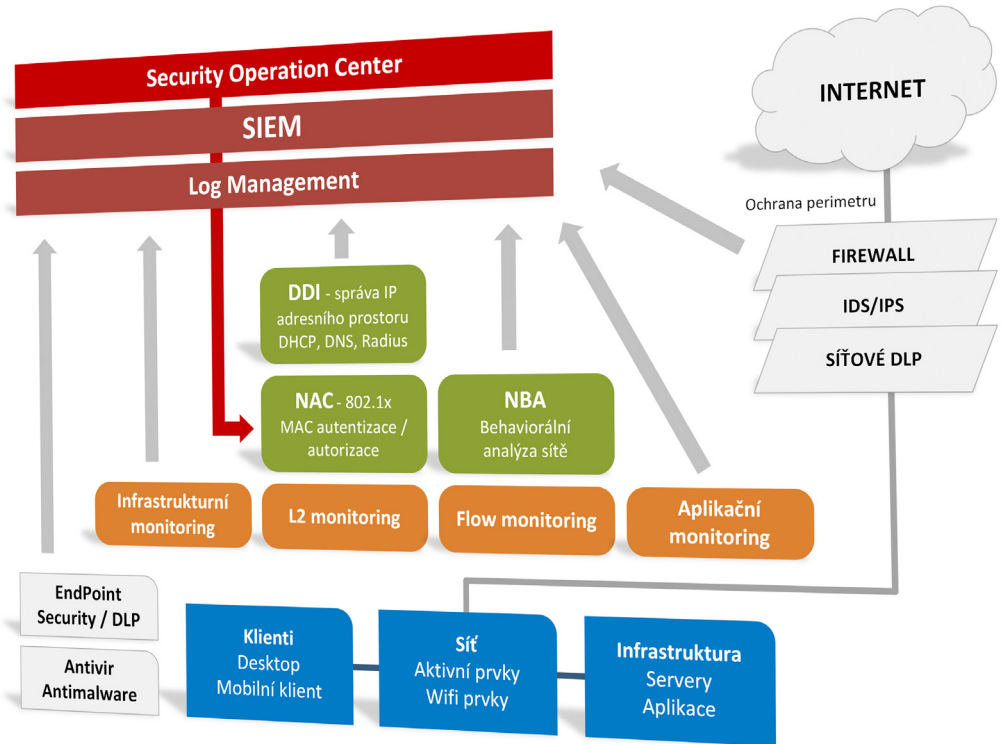 Security Operation Center
SIEM
Log Management
INTERNET
Ochrana perimetru
FIREWALL
IDS/IPS
SÍŤOVÉ DLP
DDI - správa IP
adresního prostoru
DHCP, DNS, Radius
NAC - 802.1x
MAC autentizace /
autorizace
NBA
Behaviorální
analýza sítě
Infrastrukturní
monitoring
L2 monitoring
Flow monitoring
Aplikační
monitoring
EndPoint
Security / DLP
Antivir
Antimalware
Klienti
Desktop
Mobilní klient
Síť
Aktivní prvky
Wifi prvky
Infrastruktura
Servery
Aplikace